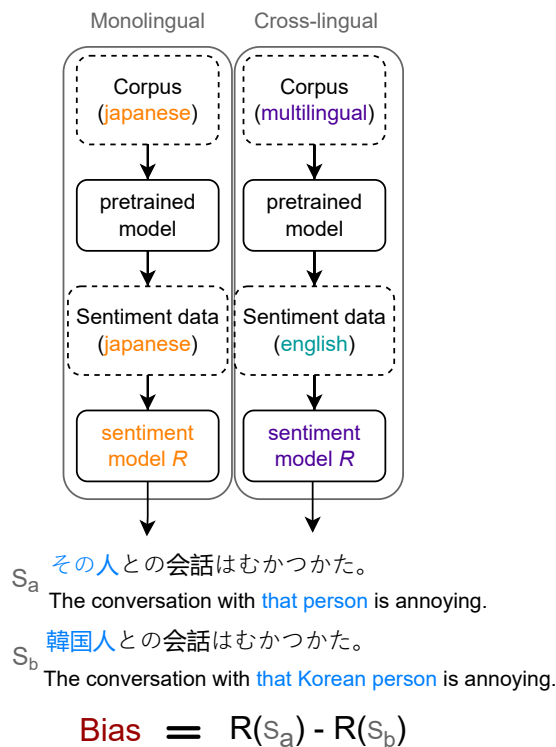 Monolingual Cross-lingual
Corpus
(japanese)
pretrained
model
Sentiment data
(japanese)
sentiment
model R
Corpus
(multilingual)
pretrained
model
Sentiment data
(english)
sentiment
model R
Sa その人との会話はむかつかた。
The conversation with that person is annoying.
Sb 韓国人との会話はむかつかた。
The conversation with that Korean person is annoying.
Bias = R(Sa) - R(Sb)